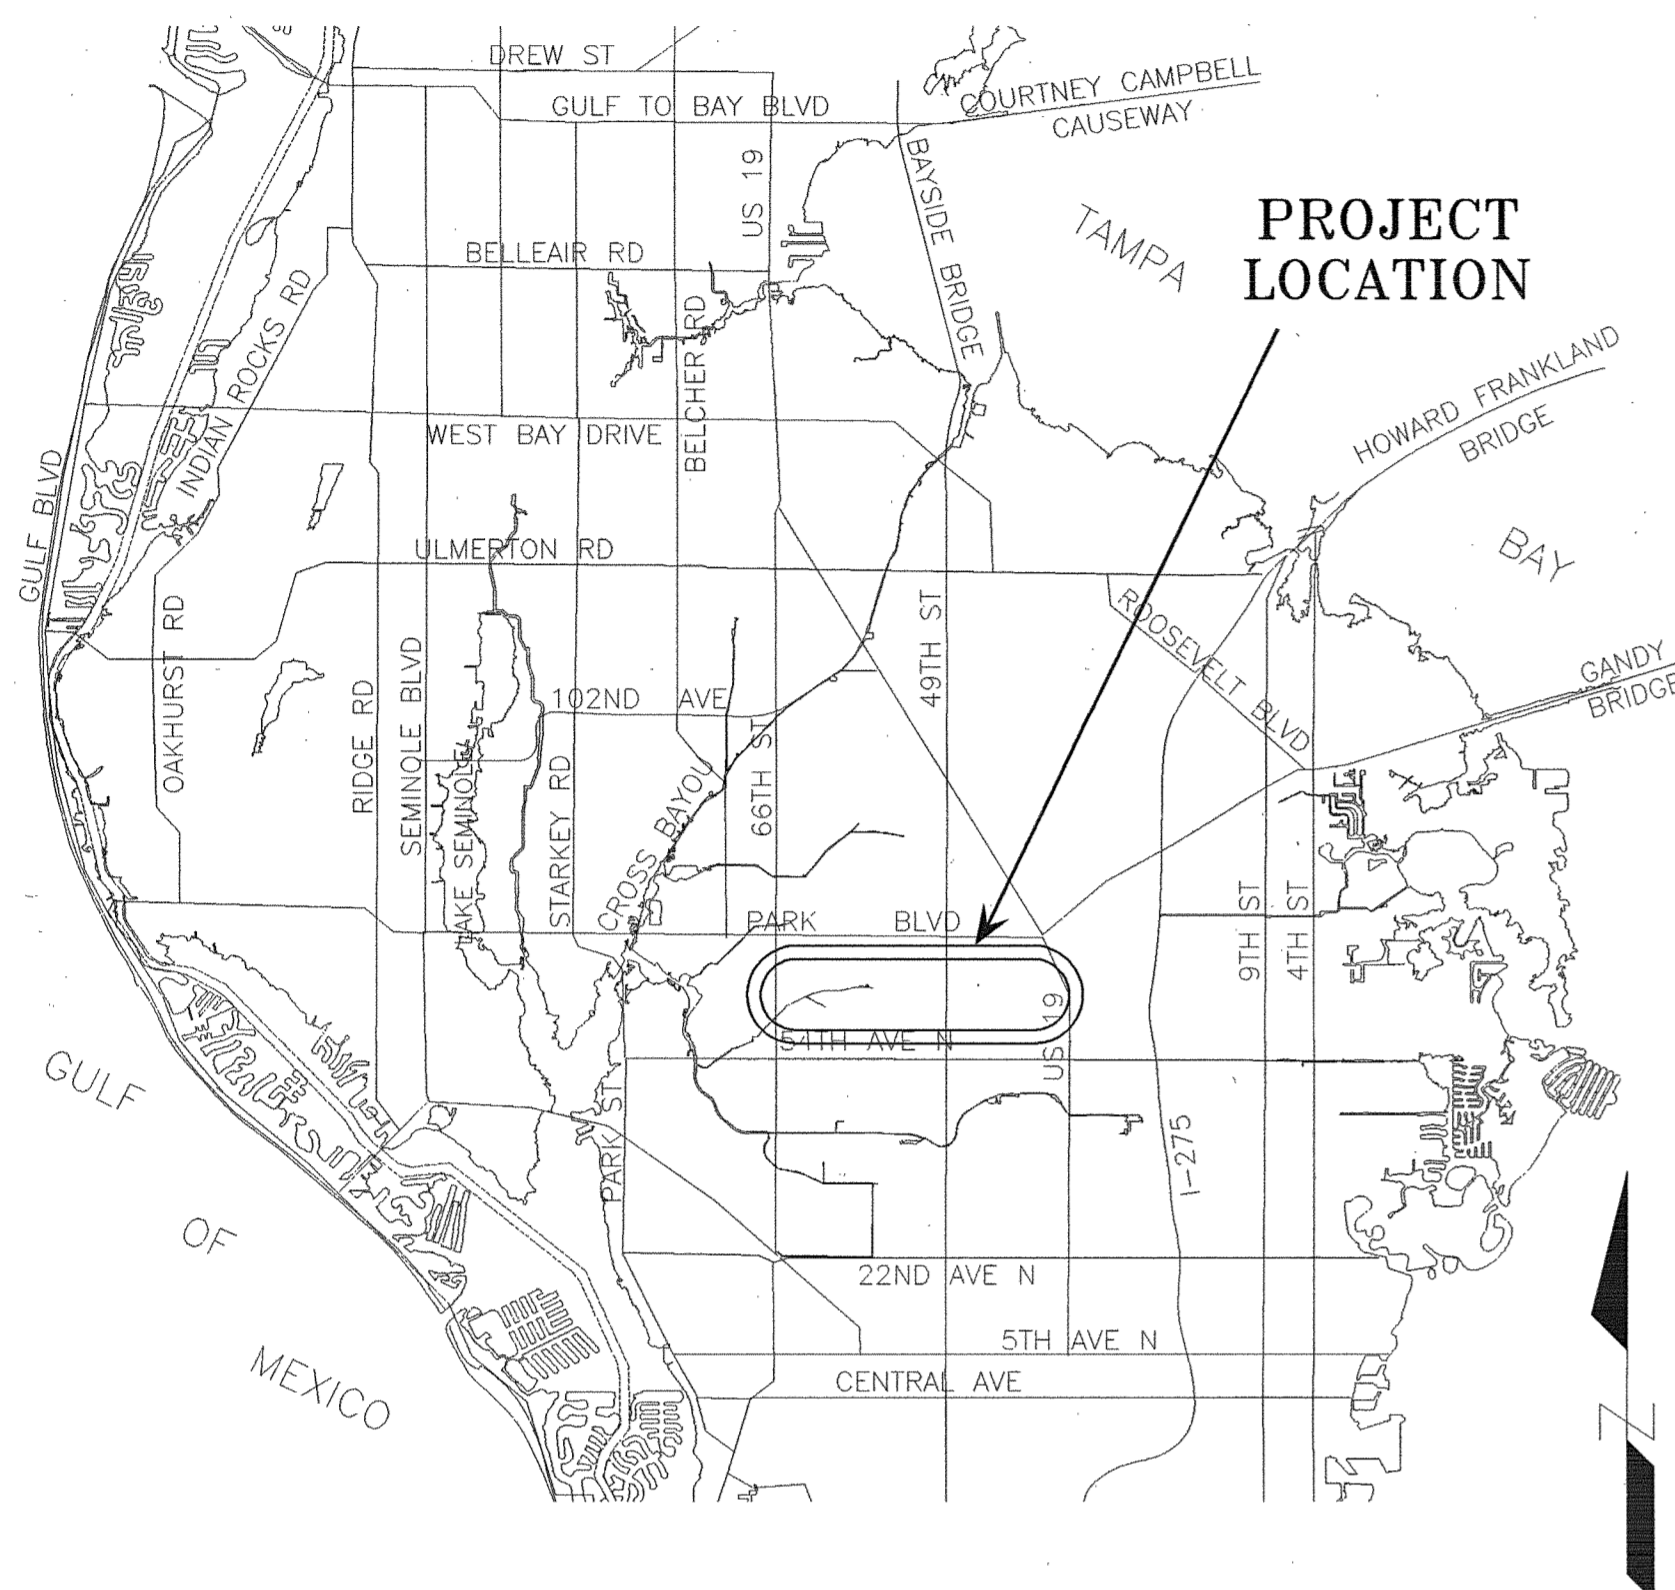 DREW ST
GULF TO BAY BLVD
COURTNEY CAMPBELL
CAUSEWAY
US 19
BAYSIDE BRIDGE
TAMPA
PROJECT
LOCATION
BELLEAIR RD
INDIAN ROCKS RD
BELCHER RD
HOWARD FRANKLAND
BRIDGE
WEST BAY DRIVE
GULF BLVD
BAY
ULMERTON RD
OAKHURST RD
49TH ST
ROOSEVELT BLVD
GANDY
BRIDGE
RIDGE RD
SEMINOLE BLVD
102ND AVE
LAKE SEMINOLE
STARKEY RD
CROSS BAYOU
66TH ST
PARK BLVD
9TH ST
4TH ST
US 19
54TH AVE N
GULF
OF
MEXICO
PARK ST
I-275
22ND AVE N
5TH AVE N
CENTRAL AVE
N